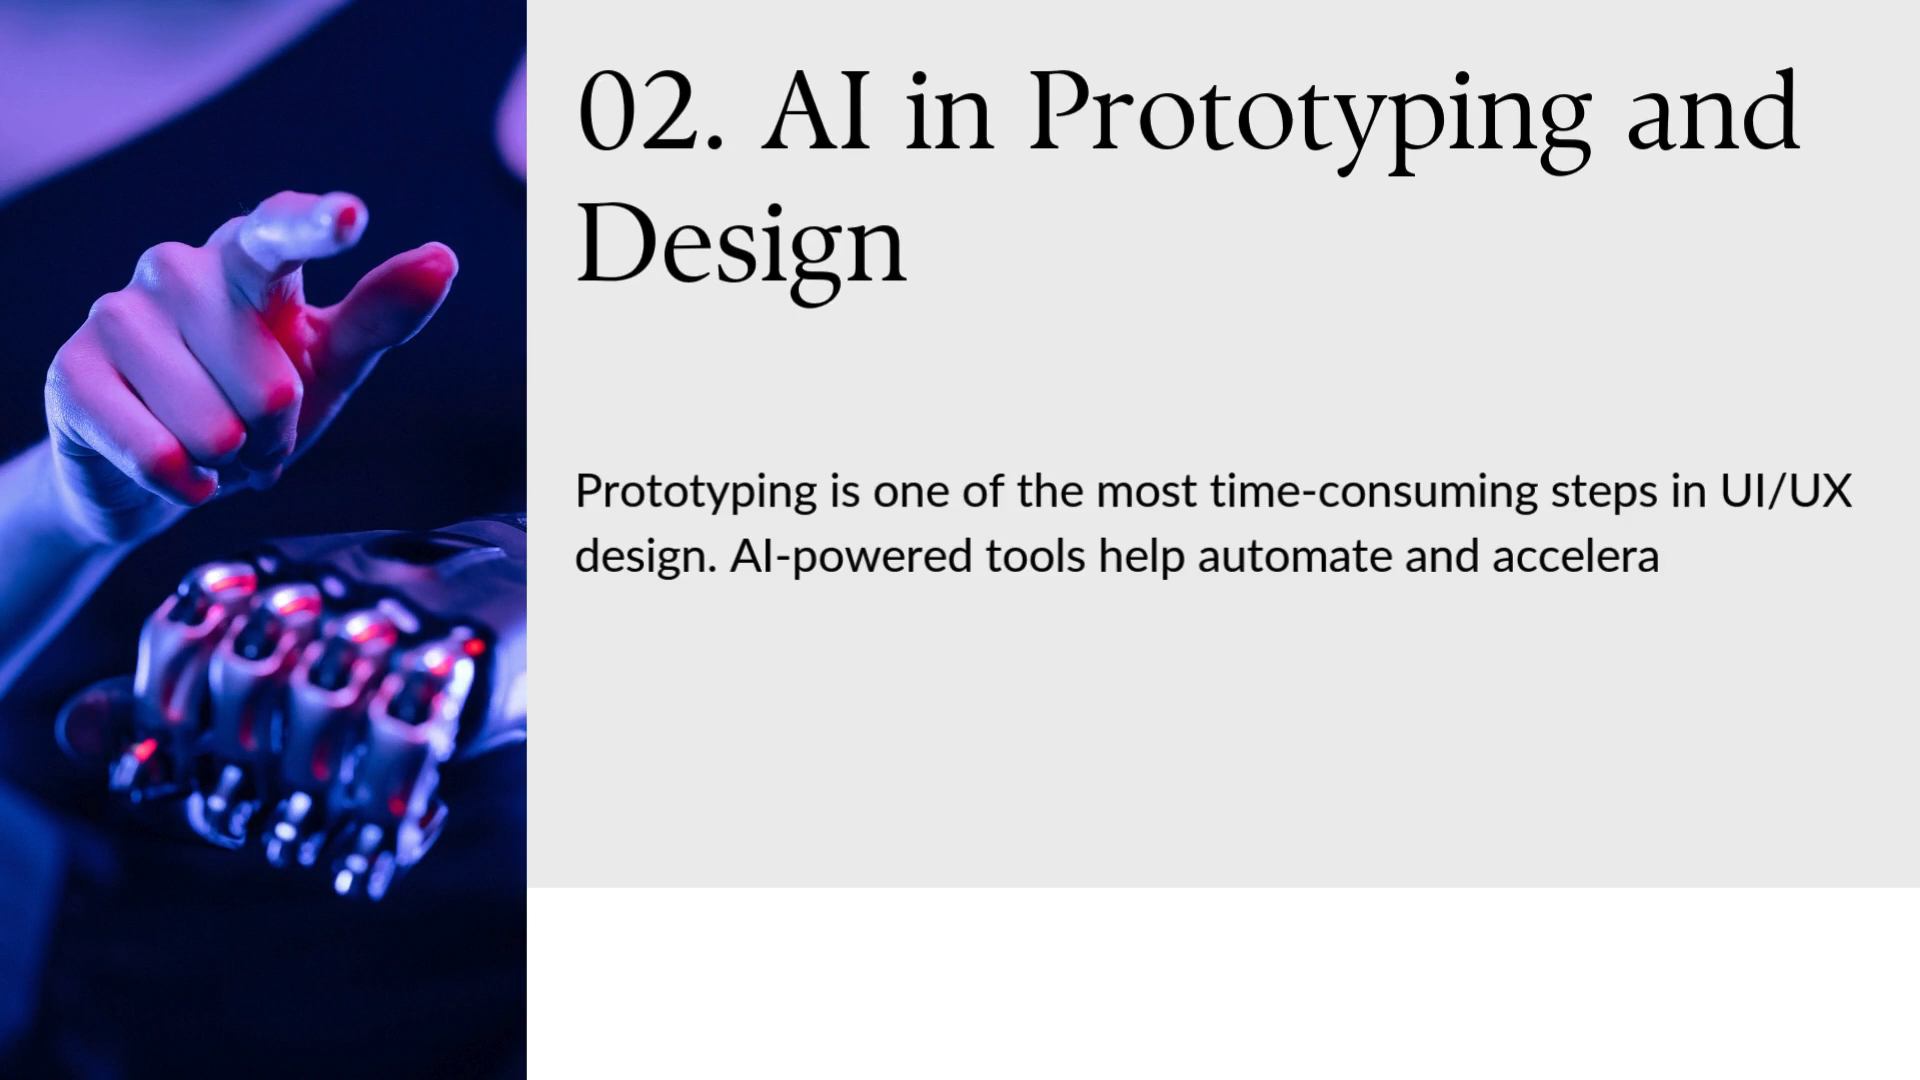 02. AI in Prototyping and
Design
Prototyping is one of the most time-consuming steps in UI/UX
design. AI-powered tools help automate and accelera